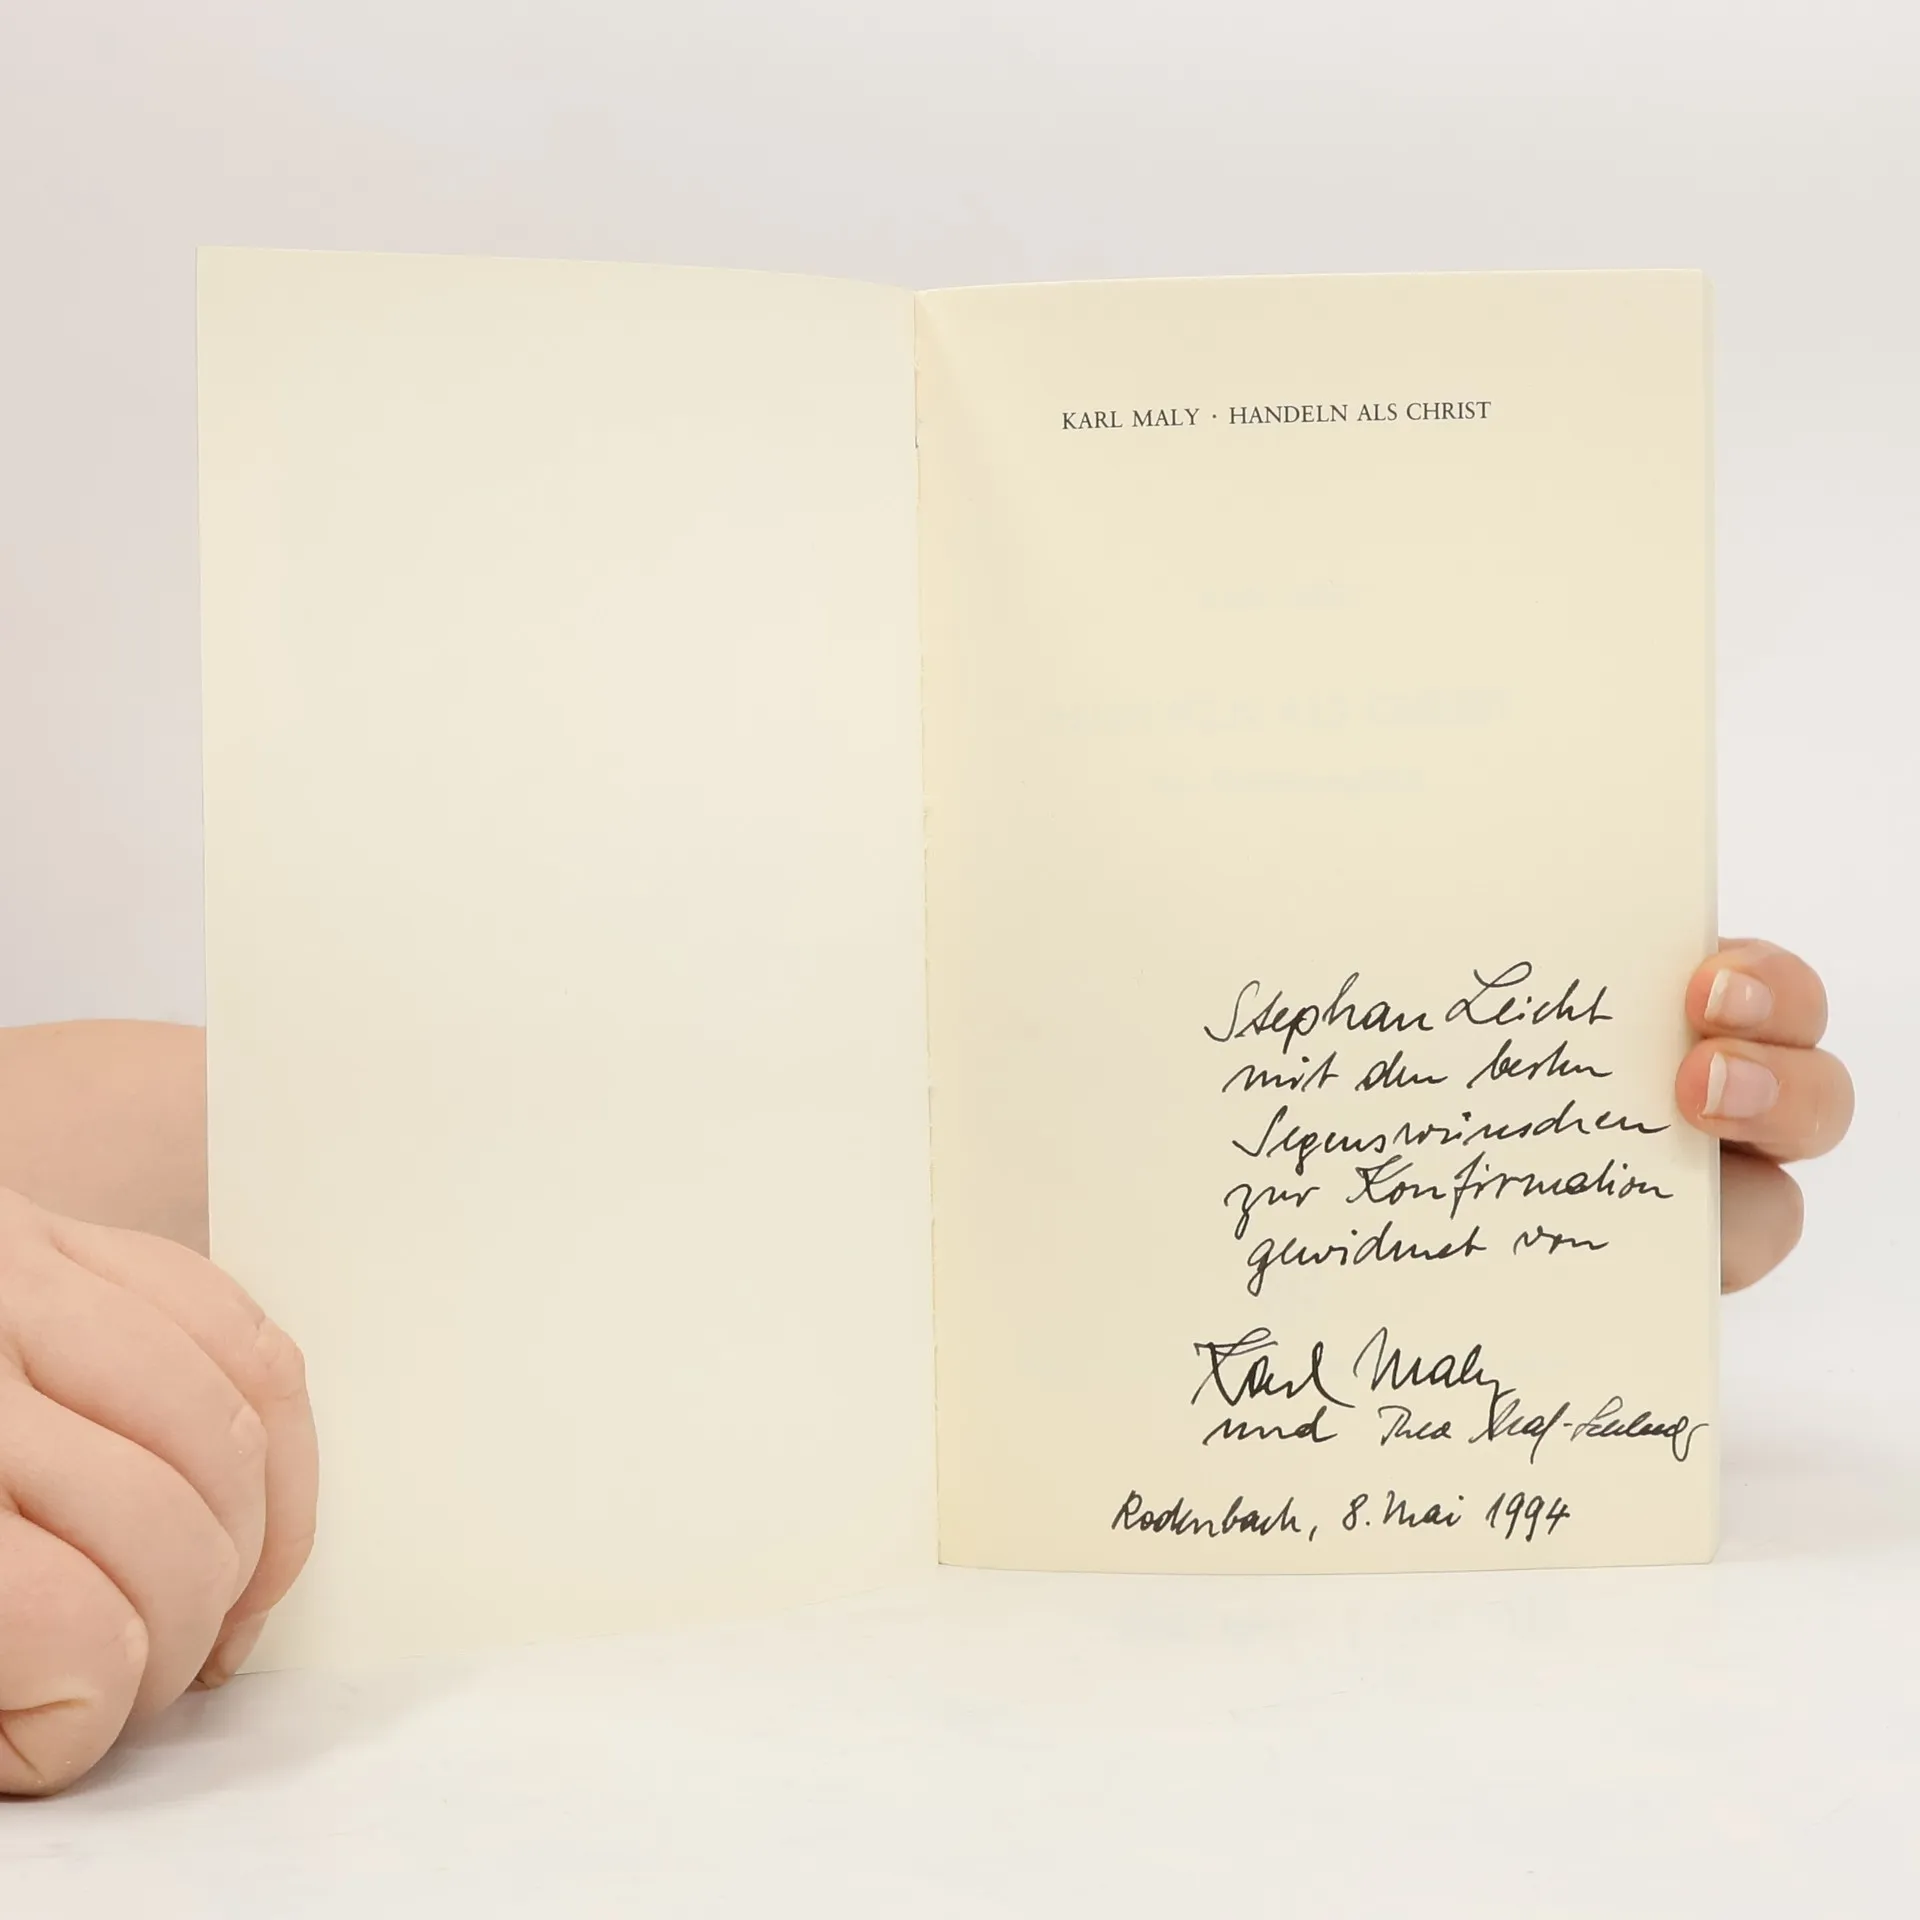 KARL MALY · HANDELN ALS CHRIST
Stephan Leicht
mit den besten
Segenswünschen
zur Konfirmation
gewidmet von
Karl Maly
und
Rodenbach, 8. Mai 1994